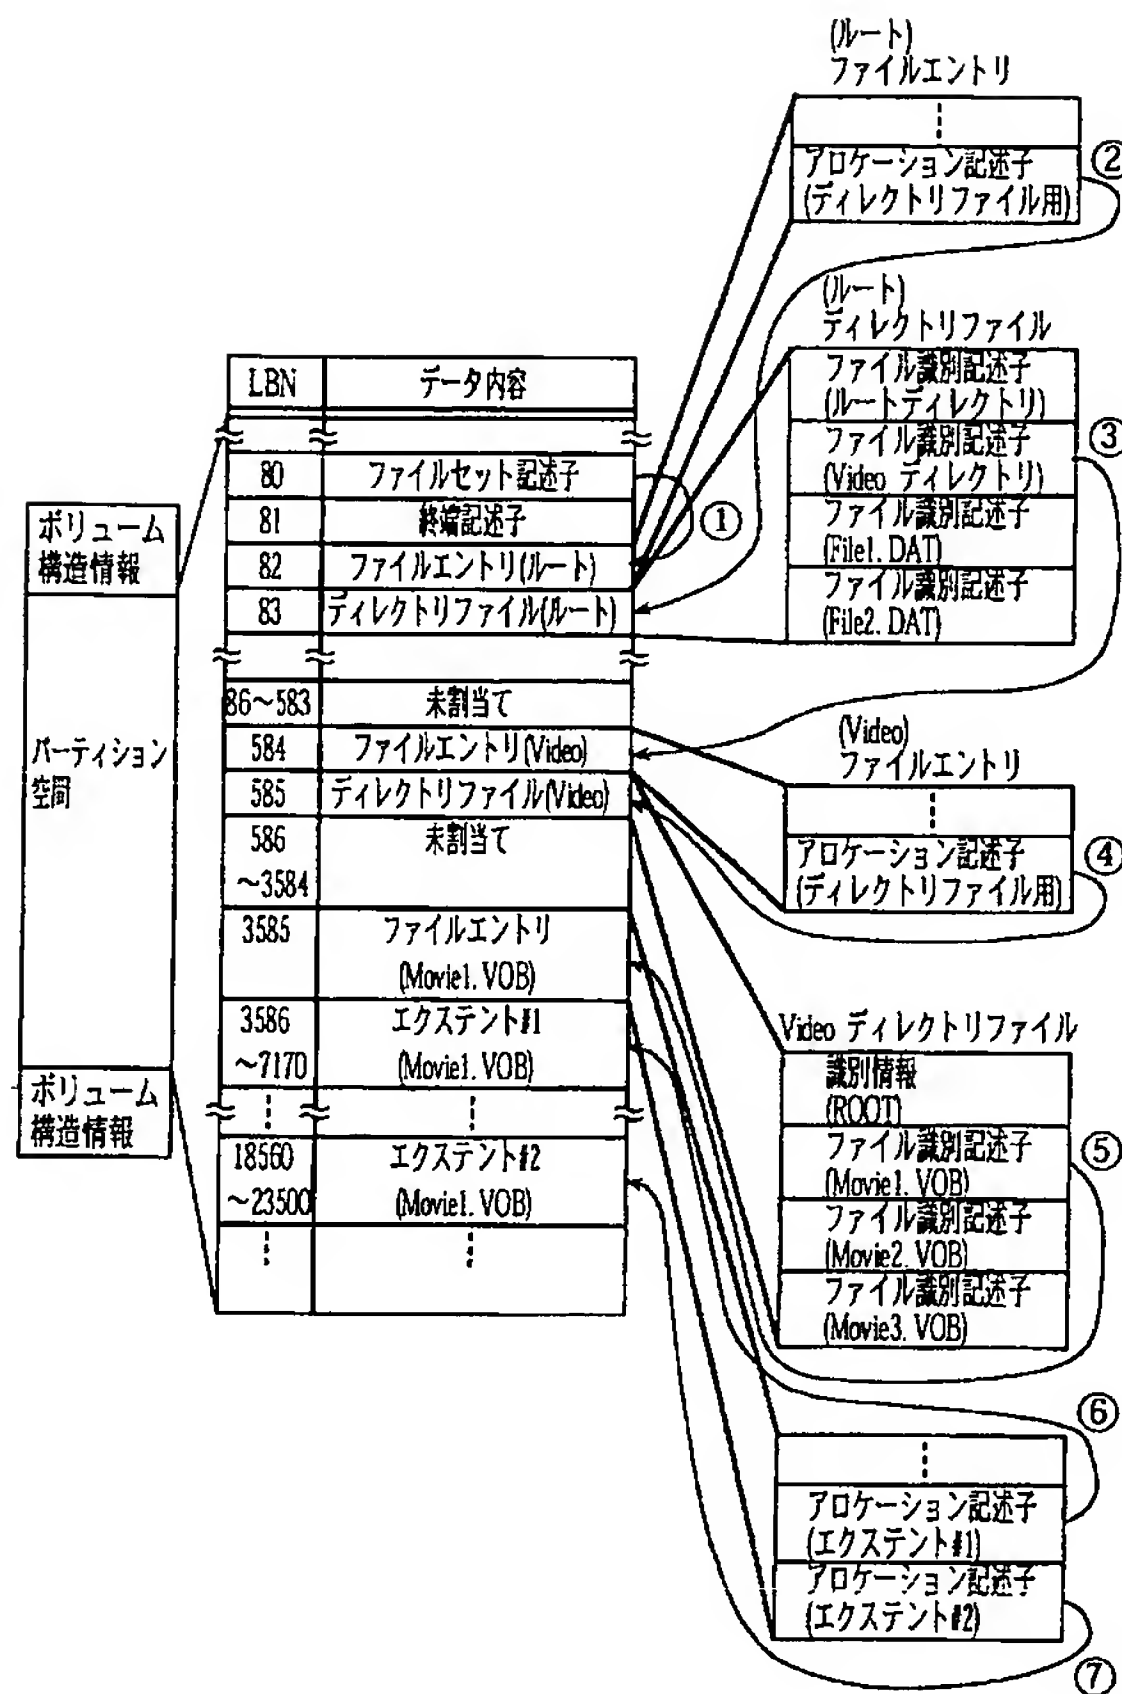 (ルート)
ファイルエントリ
アロケーション記述子
(ディレクトリファイル用)
②
(ルート)
ディレクトリファイル
ファイル識別記述子
(ルートディレクトリ)
ファイル識別記述子
(Video ディレクトリ)
ファイル識別記述子
(File1. DAT)
ファイル識別記述子
(File2. DAT)
③
LBN データ内容
80 ファイルセット記述子
81 終端記述子
82 ファイルエントリ(ルート)
83 ディレクトリファイル(ルート)
①
86～583 未割当て
584 ファイルエントリ(Video)
585 ディレクトリファイル(Video)
586 未割当て
～3584
3585 ファイルエントリ
(Movie1. VOB)
3586 エクステント#1
～7170 (Movie1. VOB)
18560 エクステント#2
～23500 (Movie1. VOB)
ボリューム
構造情報
パーティション
空間
ボリューム
構造情報
(Video)
ファイルエントリ
アロケーション記述子
(ディレクトリファイル用)
④
Video ディレクトリファイル
識別情報
(ROOT)
ファイル識別記述子
(Movie1. VOB)
ファイル識別記述子
(Movie2. VOB)
ファイル識別記述子
(Movie3. VOB)
⑤
⑥
アロケーション記述子
(エクステント#1)
アロケーション記述子
(エクステント#2)
⑦